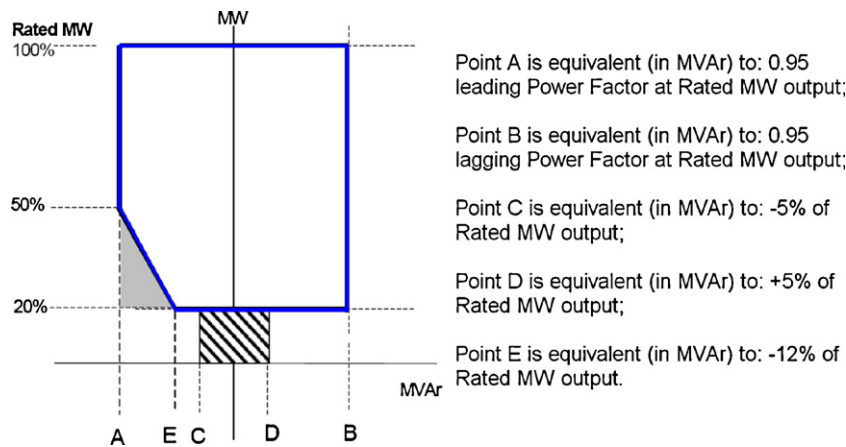 Rated MW
MW
100%
50%
20%
MVAr
A
E
C
D
B
Point A is equivalent (in MVAr) to: 0.95
leading Power Factor at Rated MW output;
Point B is equivalent (in MVAr) to: 0.95
lagging Power Factor at Rated MW output;
Point C is equivalent (in MVAr) to: -5% of
Rated MW output;
Point D is equivalent (in MVAr) to: +5% of
Rated MW output;
Point E is equivalent (in MVAr) to: -12% of
Rated MW output.